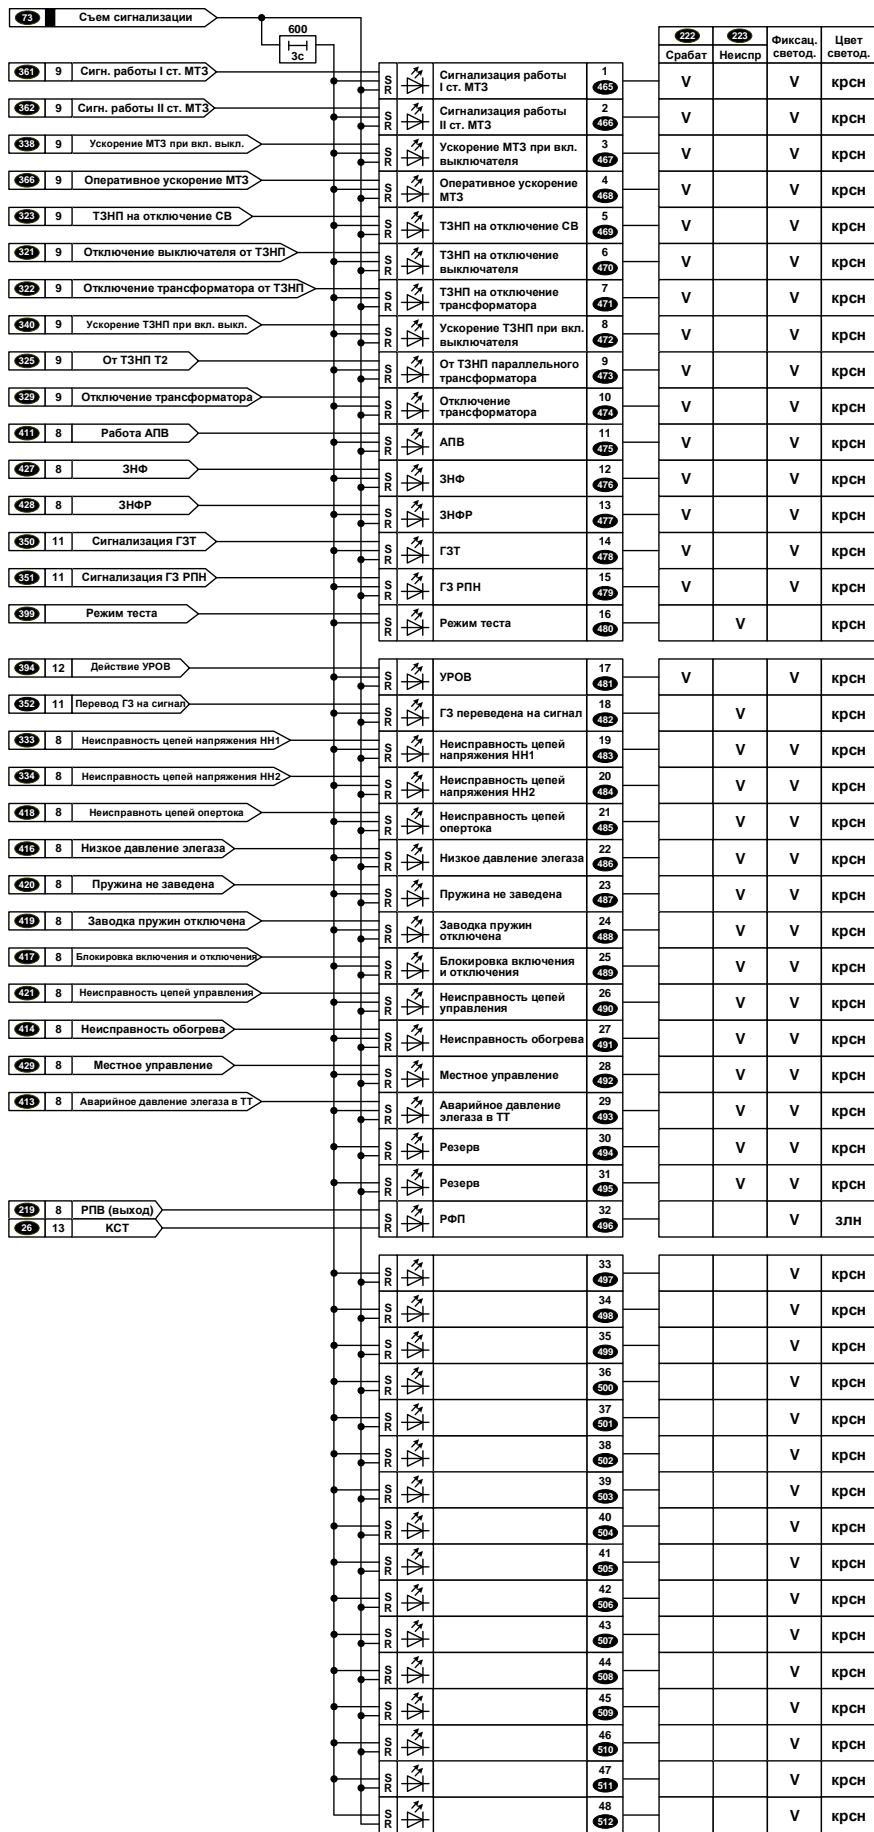 73 Съем сигнализации
600
3с
222 223 Фиксац. светод. Цвет светод.
Срабат Неиспр
361 9 Сигн. работы I ст. МТЗ S R Сигнализация работы I ст. МТЗ 1 465 V V крсн
362 9 Сигн. работы II ст. МТЗ S R Сигнализация работы II ст. МТЗ 2 466 V V крсн
338 9 Ускорение МТЗ при вкл. выкл. S R Ускорение МТЗ при вкл. выключателя 3 467 V V крсн
366 9 Оперативное ускорение МТЗ S R Оперативное ускорение МТЗ 4 468 V V крсн
323 9 ТЗНП на отключение СВ S R ТЗНП на отключение СВ 5 469 V V крсн
321 9 Отключение выключателя от ТЗНП S R ТЗНП на отключение выключателя 6 470 V V крсн
322 9 Отключение трансформатора от ТЗНП S R ТЗНП на отключение трансформатора 7 471 V V крсн
340 9 Ускорение ТЗНП при вкл. выкл. S R Ускорение ТЗНП при вкл. выключателя 8 472 V V крсн
325 9 От ТЗНП Т2 S R От ТЗНП параллельного трансформатора 9 473 V V крсн
329 9 Отключение трансформатора S R Отключение трансформатора 10 474 V V крсн
411 8 Работа АПВ S R АПВ 11 475 V V крсн
427 8 ЗНФ S R ЗНФ 12 476 V V крсн
428 8 ЗНФР S R ЗНФР 13 477 V V крсн
350 11 Сигнализация ГЗТ S R ГЗТ 14 478 V V крсн
351 11 Сигнализация ГЗ РПН S R ГЗ РПН 15 479 V V крсн
399 Режим теста S R Режим теста 16 480 V крсн
394 12 Действие УРОВ S R УРОВ 17 481 V V крсн
352 11 Перевод ГЗ на сигнал S R ГЗ переведена на сигнал 18 482 V крсн
333 8 Неисправность цепей напряжения НН1 S R Неисправность цепей напряжения НН1 19 483 V V крсн
334 8 Неисправность цепей напряжения НН2 S R Неисправность цепей напряжения НН2 20 484 V V крсн
418 8 Неисправноть цепей опертока S R Неисправность цепей опертока 21 485 V V крсн
416 8 Низкое давление элегаза S R Низкое давление элегаза 22 486 V V крсн
420 8 Пружина не заведена S R Пружина не заведена 23 487 V V крсн
419 8 Заводка пружин отключена S R Заводка пружин отключена 24 488 V V крсн
417 8 Блокировка включения и отключения S R Блокировка включения и отключения 25 489 V V крсн
421 8 Неисправность цепей управления S R Неисправность цепей управления 26 490 V V крсн
414 8 Неисправность обогрева S R Неисправность обогрева 27 491 V V крсн
429 8 Местное управление S R Местное управление 28 492 V V крсн
413 8 Аварийное давление элегаза в ТТ S R Аварийное давление элегаза в ТТ 29 493 V V крсн
S R Резерв 30 494 V V крсн
S R Резерв 31 495 V V крсн
219 8 РПВ (выход) S R РФП 32 496 V злн
26 13 КСТ
S R 33 497 V крсн
S R 34 498 V крсн
S R 35 499 V крсн
S R 36 500 V крсн
S R 37 501 V крсн
S R 38 502 V крсн
S R 39 503 V крсн
S R 40 504 V крсн
S R 41 505 V крсн
S R 42 506 V крсн
S R 43 507 V крсн
S R 44 508 V крсн
S R 45 509 V крсн
S R 46 510 V крсн
S R 47 511 V крсн
S R 48 512 V крсн